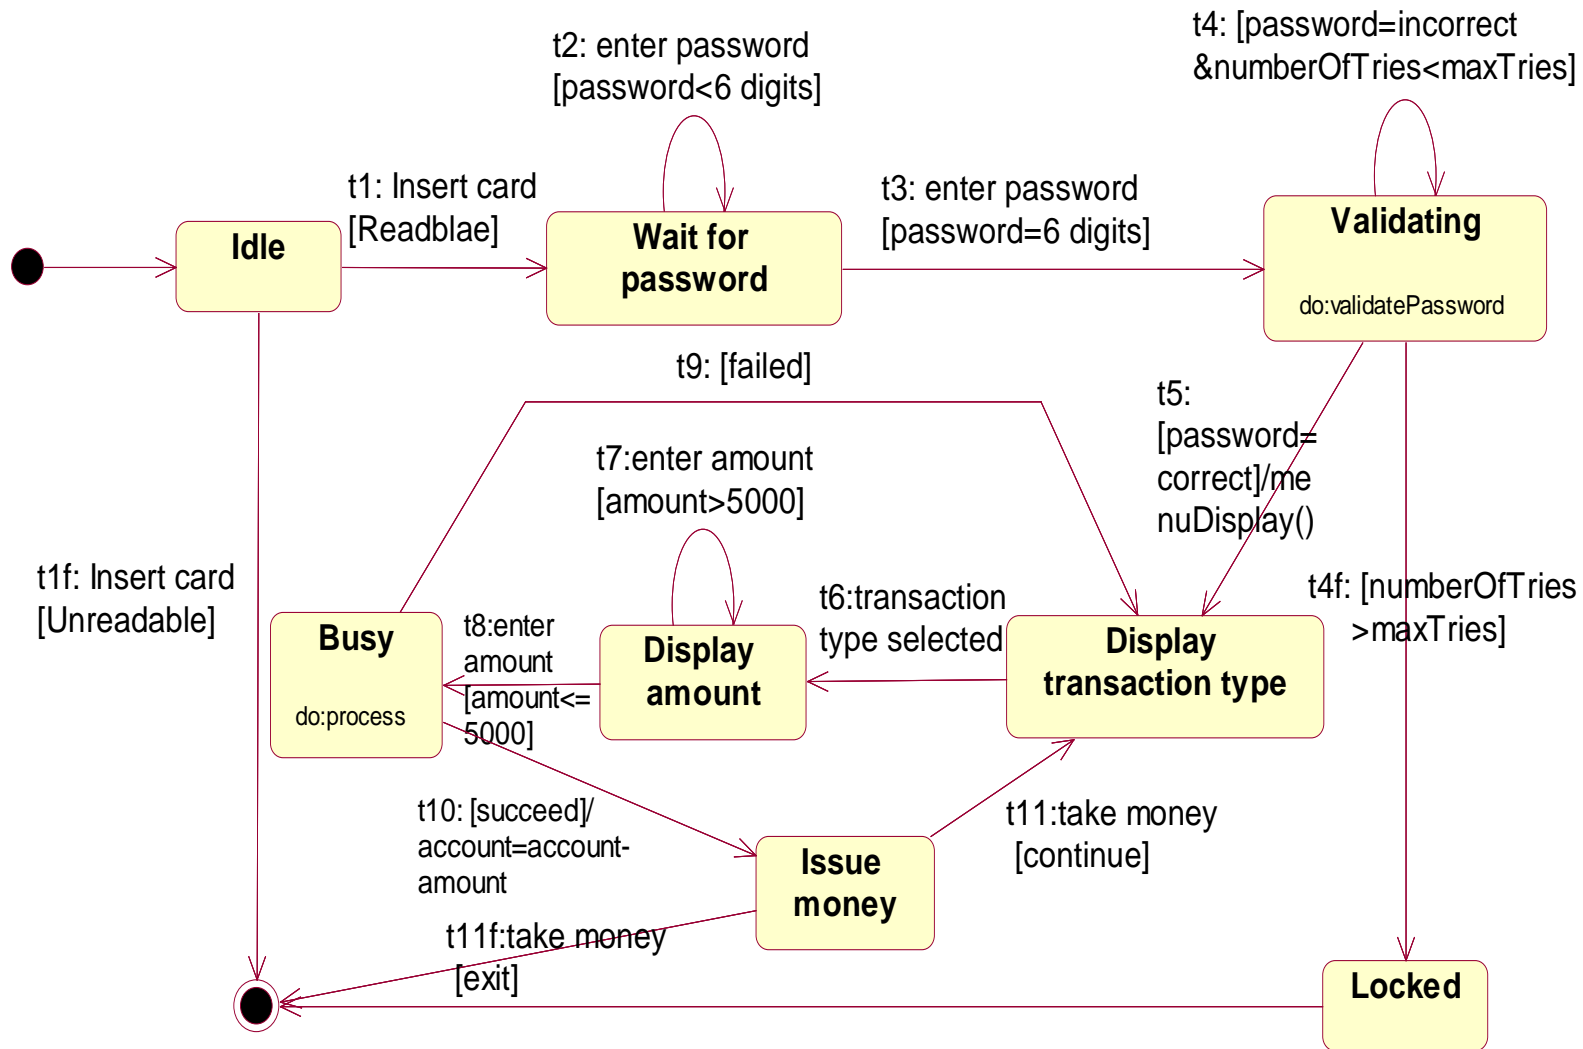 t4: [password=incorrect
&numberOfTries<maxTries]
t2: enter password
[password<6 digits]
t1: Insert card
[Readblae]
t3: enter password
[password=6 digits]
Idle
Wait for
password
Validating
do:validatePassword
t9: [failed]
t5:
[password=
correct]/me
nuDisplay()
t7:enter amount
[amount>5000]
t1f: Insert card
[Unreadable]
t4f: [numberOfTries
>maxTries]
t6:transaction
type selected
t8:enter
amount
[amount<=
5000]
Busy
do:process
Display
amount
Display
transaction type
t10: [succeed]/
account=account-
amount
t11:take money
[continue]
Issue
money
t11f:take money
[exit]
Locked